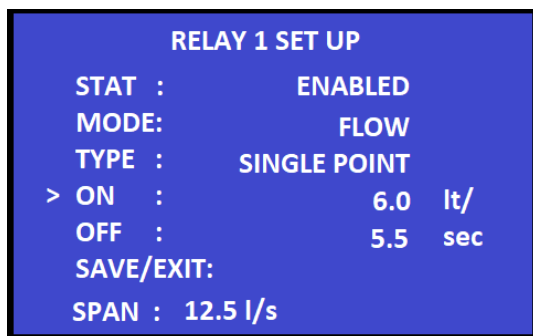 RELAY 1 SET UP
STAT : ENABLED
MODE: FLOW
TYPE : SINGLE POINT
> ON : 6.0 lt/
OFF : 5.5 sec
SAVE/EXIT:
SPAN : 12.5 l/s